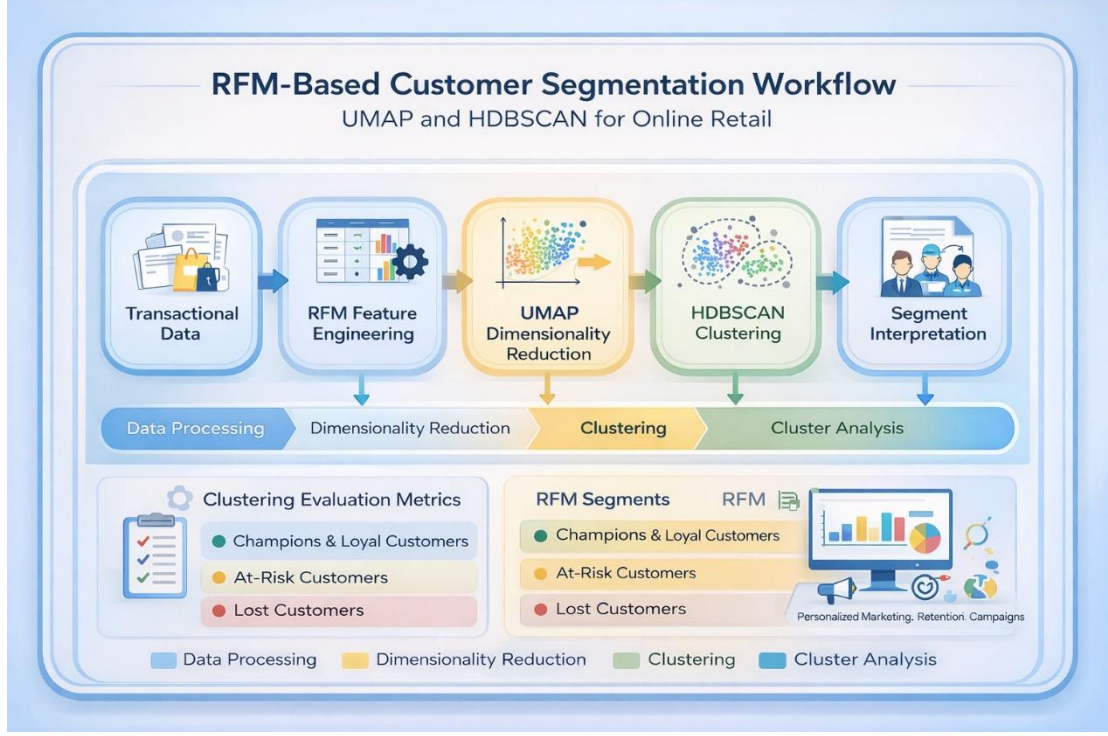 RFM-Based Customer Segmentation Workflow
UMAP and HDBSCAN for Online Retail
Transactional
Data
RFM Feature
Engineering
UMAP
Dimensionality
Reduction
HDBSCAN
Clustering
Segment
Interpretation
Data Processing
Dimensionality Reduction
Clustering
Cluster Analysis
Clustering Evaluation Metrics
Champions & Loyal Customers
At-Risk Customers
Lost Customers
RFM Segments
RFM
Champions & Loyal Customers
At-Risk Customers
Lost Customers
Personalized Marketing. Retention. Campaigns
Data Processing
Dimensionality Reduction
Clustering
Cluster Analysis